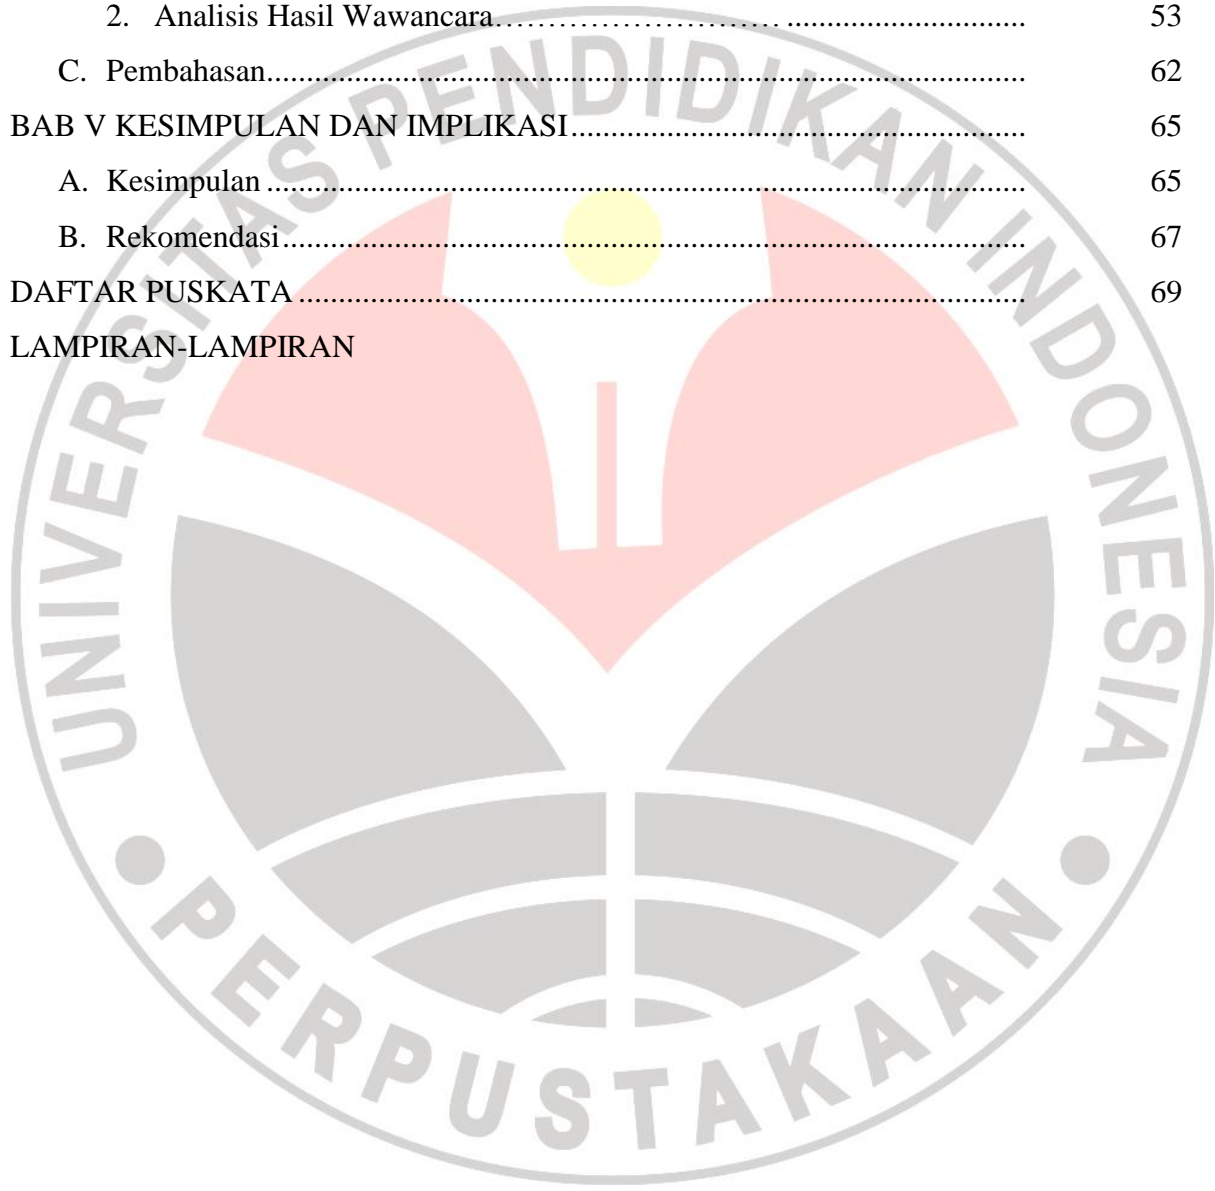 2. Analisis Hasil Wawancara……………………… .............................. 53
C. Pembahasan................................................................................ 62
BAB V KESIMPULAN DAN IMPLIKASI................................................ 65
A. Kesimpulan ................................................................................ 65
B. Rekomendasi.............................................................................. 67
DAFTAR PUSKATA ............................................................................ 69
LAMPIRAN-LAMPIRAN
UNIVERSITAS PENDIDIKAN INDONESIA
PERPUSTAKAAN